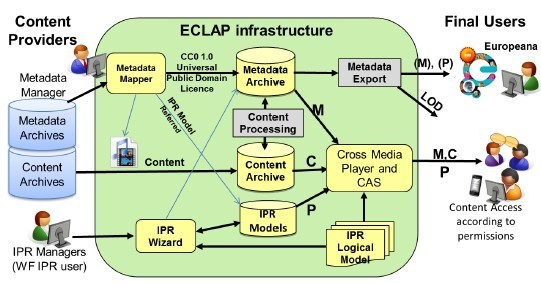 Content
Providers
ECLAP infrastructure
Final Users
Metadata
Manager
Metadata
Mapper
CC0 1.0
Universal
Public Domain
Licence
Metadata
Archive
Metadata
Export
(M), (P)
Europeana
LOD
Metadata
Archives
IPR Model
Referred
Content
Processing
M
Content
Archives
Content
Content
Archive
C
Cross Media
Player and
CAS
M,C
P
Content Access
according to
permissions
IPR Managers
(WF IPR user)
IPR
Wizard
IPR
Models
P
IPR
Logical
Model